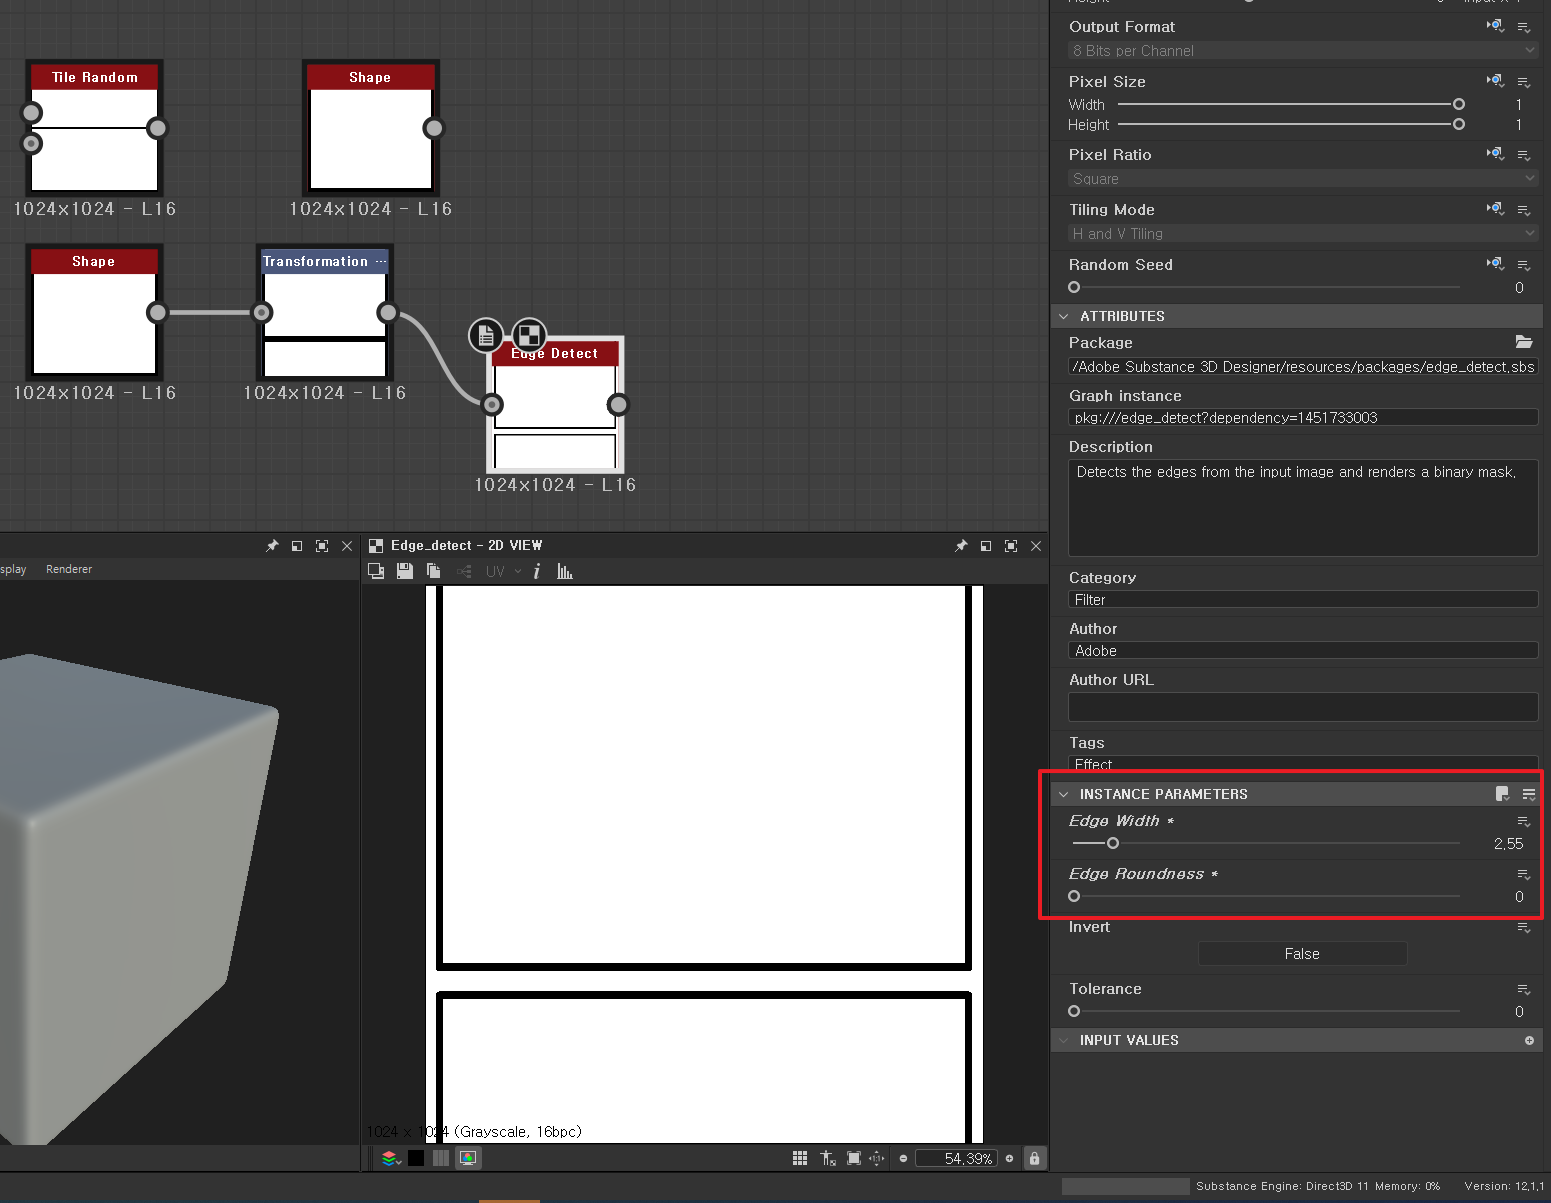 Tile Random
1024x1024 - L16
Shape
1024x1024 - L16
Shape
1024x1024 - L16
Transformation ...
1024x1024 - L16
Edge Detect
1024x1024 - L16
splay
Renderer
Edge_detect - 2D VIEW
UV
1024 x 1024 (Grayscale, 16bpc)
54,39%
Output Format
8 Bits per Channel
Pixel Size
Width 1
Height 1
Pixel Ratio
Square
Tiling Mode
H and V Tiling
Random Seed
0
ATTRIBUTES
Package
/Adobe Substance 3D Designer/resources/packages/edge_detect,sbs
Graph instance
pkg:///edge_detect?dependency=1451733003
Description
Detects the edges from the input image and renders a binary mask,
Category
Filter
Author
Adobe
Author URL
Tags
Effect
INSTANCE PARAMETERS
Edge Width *
2,55
Edge Roundness *
0
Invert
False
Tolerance
0
INPUT VALUES
Substance Engine: Direct3D 11 Memory: 0% Version: 12,1,1